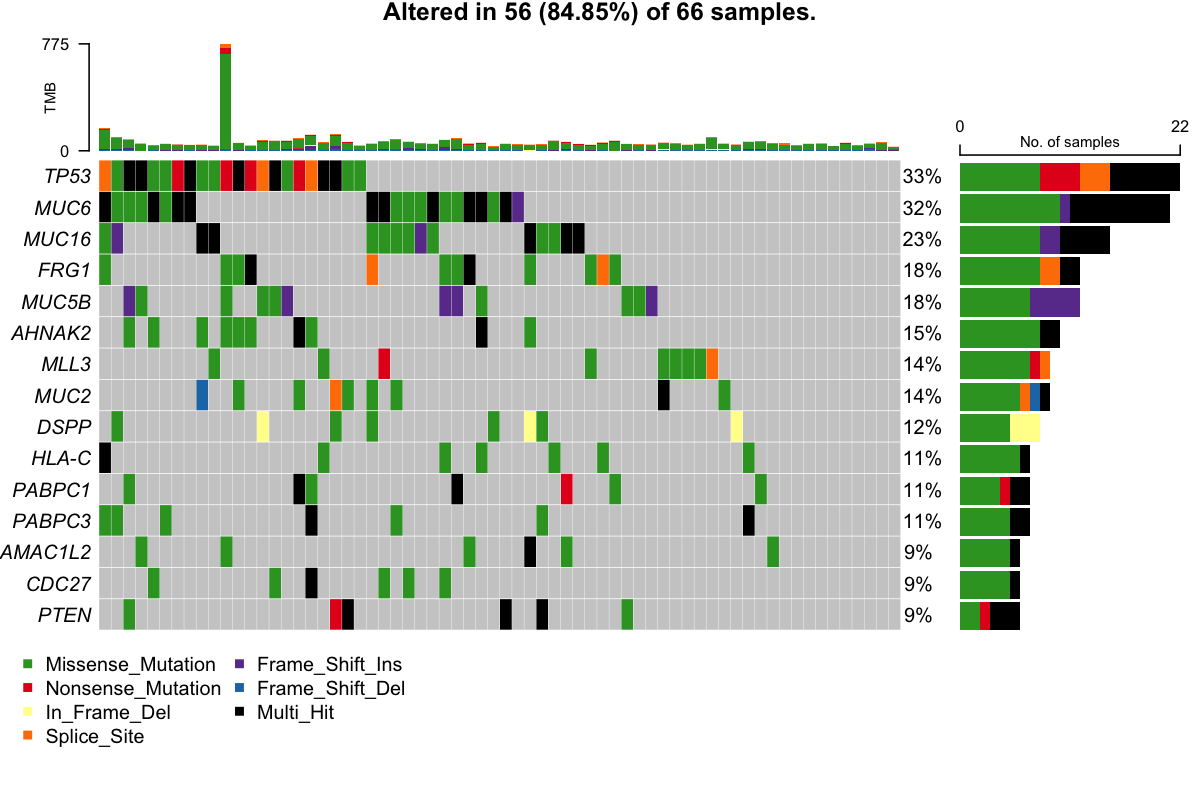 Altered in 56 (84.85%) of 66 samples.
775
TMB
0
0
22
No. of samples
TP53 33%
MUC6 32%
MUC16 23%
FRG1 18%
MUC5B 18%
AHNAK2 15%
MLL3 14%
MUC2 14%
DSPP 12%
HLA-C 11%
PABPC1 11%
PABPC3 11%
AMAC1L2 9%
CDC27 9%
PTEN 9%
Missense_Mutation Frame_Shift_Ins
Nonsense_Mutation Frame_Shift_Del
In_Frame_Del Multi_Hit
Splice_Site